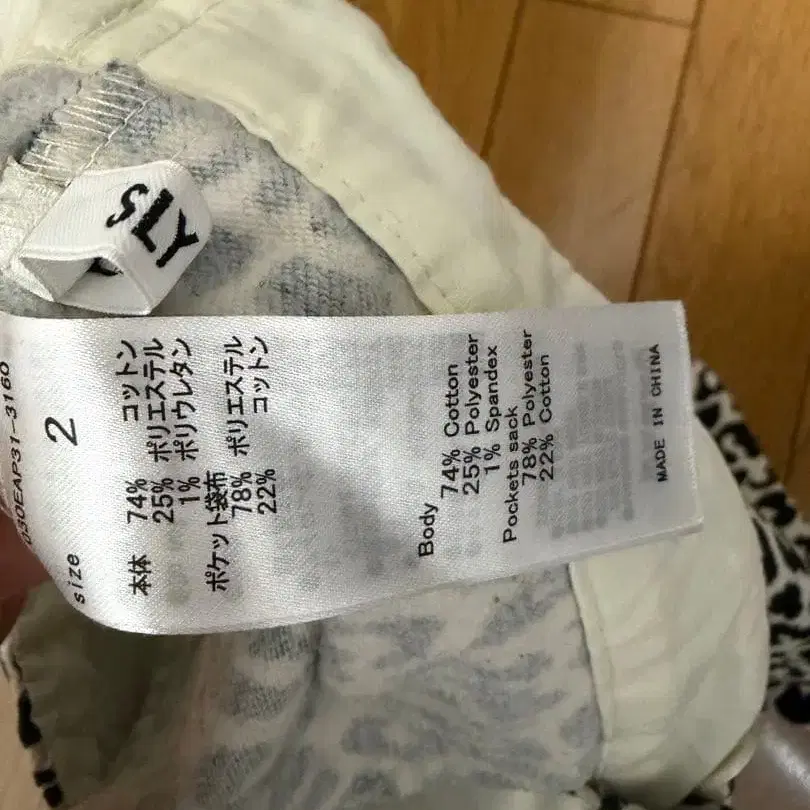 SLY
030EAP31-3160
size 2
本体 74% コットン
25% ポリエステル
1% ポリウレタン
ポケット袋布
78% ポリエステル
22% コットン
Body
74% Cotton
25% Polyester
1% Spandex
Pockets sack
78% Polyester
22% Cotton
MADE IN CHINA